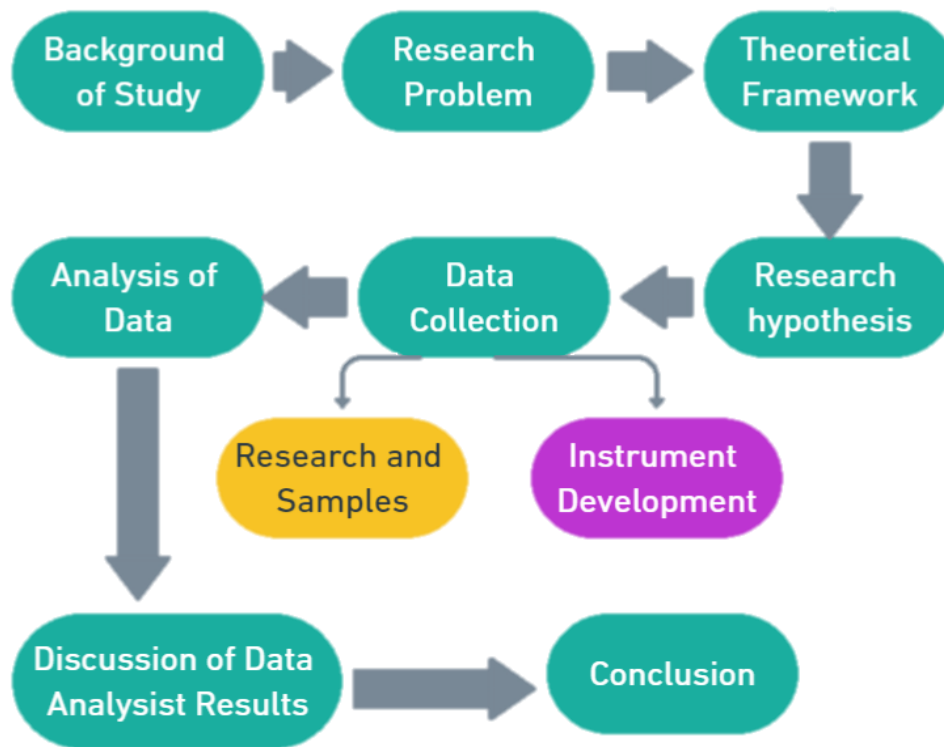 Background
of Study
Research
Problem
Theoretical
Framework
Research
hypothesis
Data
Collection
Analysis of
Data
Research and
Samples
Instrument
Development
Discussion of Data
Analysist Results
Conclusion